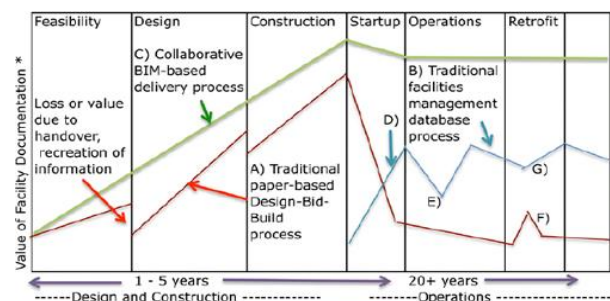 Feasibility
Design
Construction
Startup
Operations
Retrofit
Value of Facility Documentation *
Loss or value
due to
handover,
recreation of
information
C) Collaborative
BIM-based
delivery process
A) Traditional
paper-based
Design-Bid-
Build
process
D)
B) Traditional
facilities
management
database
process
E)
G)
F)
1 - 5 years
20+ years
------Design and Construction ------------
----------------Operations ------------